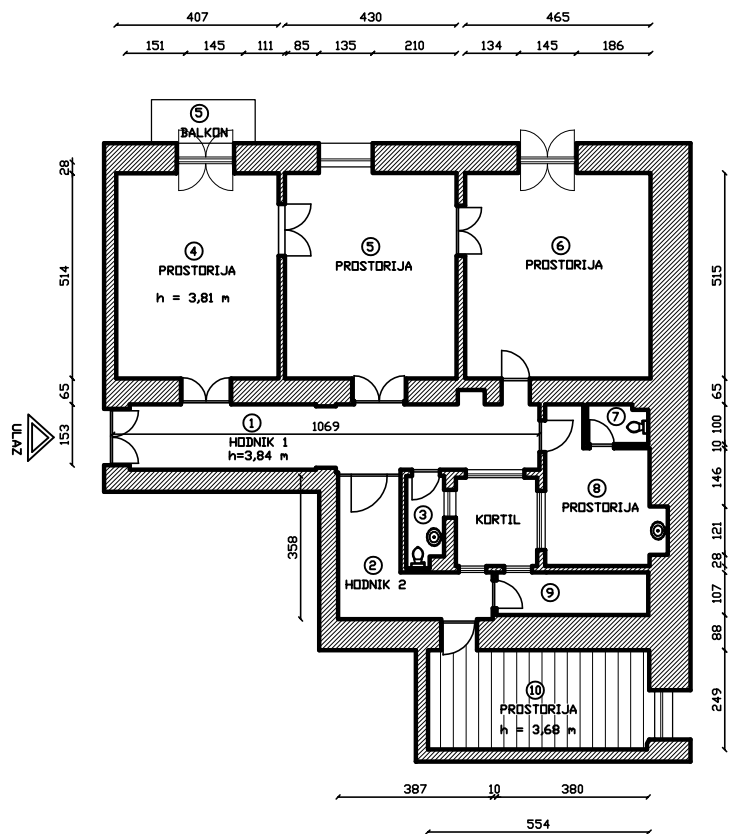 407 430 465
151 145 111 85 135 210 134 145 186
5
BALKON
28
514
65
153
4
PROSTORIJA
h = 3,81 m
5
PROSTORIJA
6
PROSTORIJA
515
65
100
10
146
121
28
107
88
249
ULAZ
1
1069
HODNIK 1
h=3,84 m
7
8
PROSTORIJA
3
KORTIL
358
2
HODNIK 2
9
10
PROSTORIJA
h = 3,68 m
387 10 380
554